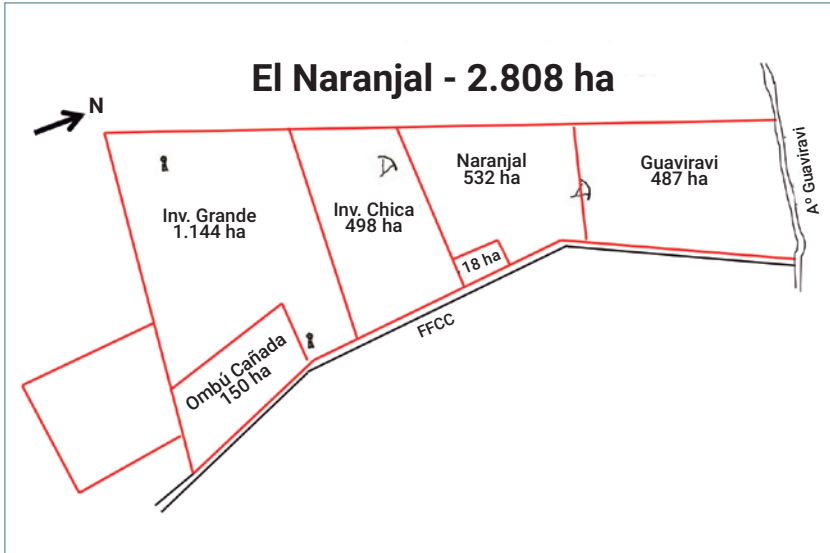 El Naranjal - 2.808 ha
N
Inv. Grande
1.144 ha
Inv. Chica
498 ha
Naranjal
532 ha
Guaviravi
487 ha
Aº Guaviravi
18 ha
FFCC
Ombú Cañada
150 ha